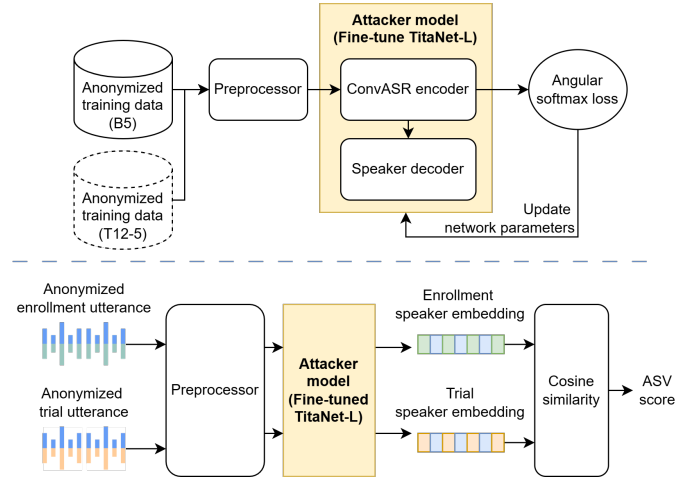 Attacker model
(Fine-tune TitaNet-L)
Anonymized
training data
(B5)
Preprocessor
ConvASR encoder
Angular
softmax loss
Speaker decoder
Anonymized
training data
(T12-5)
Update
network parameters
Anonymized
enrollment utterance
Enrollment
speaker embedding
Preprocessor
Attacker
model
(Fine-tuned
TitaNet-L)
Cosine
similarity
ASV
score
Anonymized
trial utterance
Trial
speaker embedding